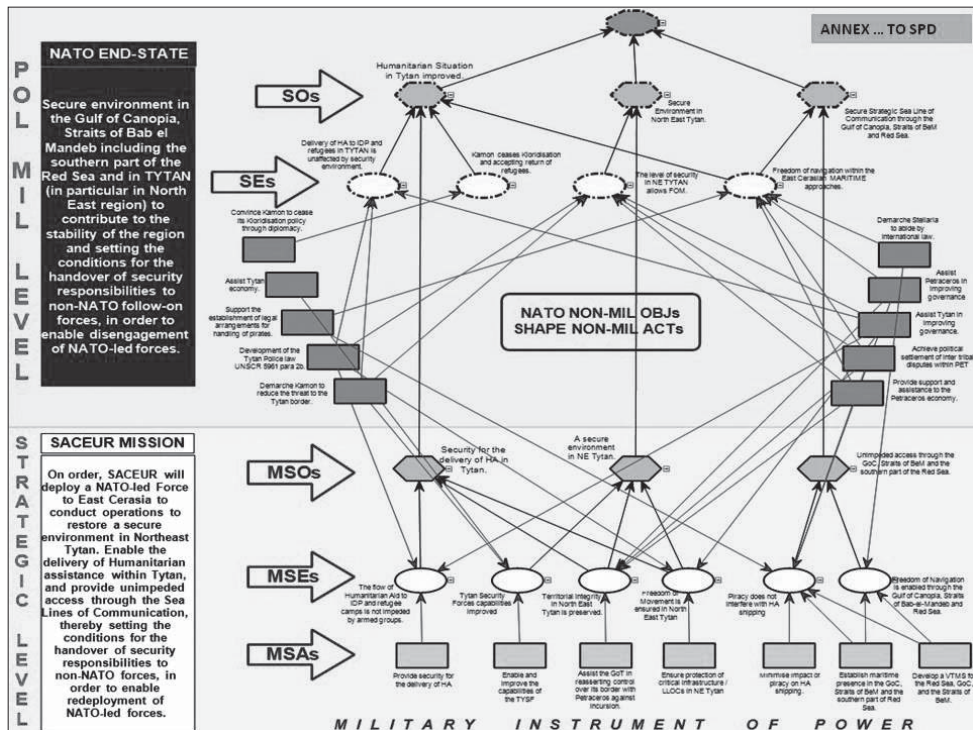 ANNEX ... TO SPD
POL MIL LEVEL
NATO END-STATE
Secure environment in
the Gulf of Canopia,
Straits of Bab el
Mandeb including the
southern part of the
Red Sea and in TYTAN
(in particular in North
East region) to
contribute to the
stability of the region
and setting the
conditions for the
handover of security
responsibilities to
non-NATO follow-on
forces, in order to
enable disengagement
of NATO-led forces.
SOs
Humanitarian Situation
in Tytan improved.
Secure
Environment in
North East Tytan.
Secure Strategic Sea Line of
Communication through the
Gulf of Canopia, Straits of BeM
and Red Sea.
SEs
Delivery of HA to IDP and
refugees in TYTAN is
unaffected by security
environment.
Kamon ceases Kloridisation
and accepting return of
refugees.
The level of security
in NE TYTAN
allows FOM.
Freedom of navigation within the
East Cerasian MARITIME
approaches.
Convince Kamon to cease
its Kloridisation policy
through diplomacy.
Assist Tytan
economy.
Support the
establishment of legal
arrangements for
handling of pirates.
Development of the
Tytan Police law
UNSCR 8961 para 2b.
Demarche Kamon to
reduce the threat to the
Tytan border.
NATO NON-MIL OBJs
SHAPE NON-MIL ACTs
Demarche Stellaria
to abide by
International law.
Assist
Petraceros in
improving
governance
Assist Tytan in
improving
governance.
Achieve political
settlement of inter tribal
disputes within PET
Provide support and
assistance to the
Petraceros economy.
STRATEGIC LEVEL
SACEUR MISSION
On order, SACEUR will
deploy a NATO-led Force
to East Cerasia to
conduct operations to
restore a secure
environment in Northeast
Tytan. Enable the
delivery of Humanitarian
assistance within Tytan,
and provide unimpeded
access through the Sea
Lines of Communication,
thereby setting the
conditions for the
handover of security
responsibilities to
non-NATO forces, in
order to enable
redeployment of
NATO-led forces.
MSOs
Security for the
delivery of HA in
Tytan.
A secure
environment
in NE Tytan.
Unimpeded access through the
GoC, Straits of BeM and the
southern part of the Red Sea.
MSEs
The flow of
Humanitarian Aid to
IDP and refugee
camps is not impeded
by armed groups.
Tytan Security
Forces capabilities
improved
Territorial Integrity
in North East
Tytan is preserved.
Freedom of
Movement is
ensured in North
East Tytan
Piracy does not
interfere with HA
shipping
Freedom of Navigation
is enabled through the
Gulf of Canopia, Straits
of Bab-el-Mandeb and
Red Sea.
MSAs
Provide security for
the delivery of HA
Enable and
improve the
capabilities of
the TYSF
Assist the GoT in
reasserting control
over its border with
Petraceros against
incursion.
Ensure protection of
critical infrastructure /
LLOCs in NE Tytan
Minimise impact of
piracy on HA
shipping.
Establish maritime
presence in the GoC,
Straits of BeM and the
southern part of Red
Sea.
Develop a VTMS for
the Red Sea, GoC,
and the Straits of
BeM.
MILITARY INSTRUMENT OF POWER